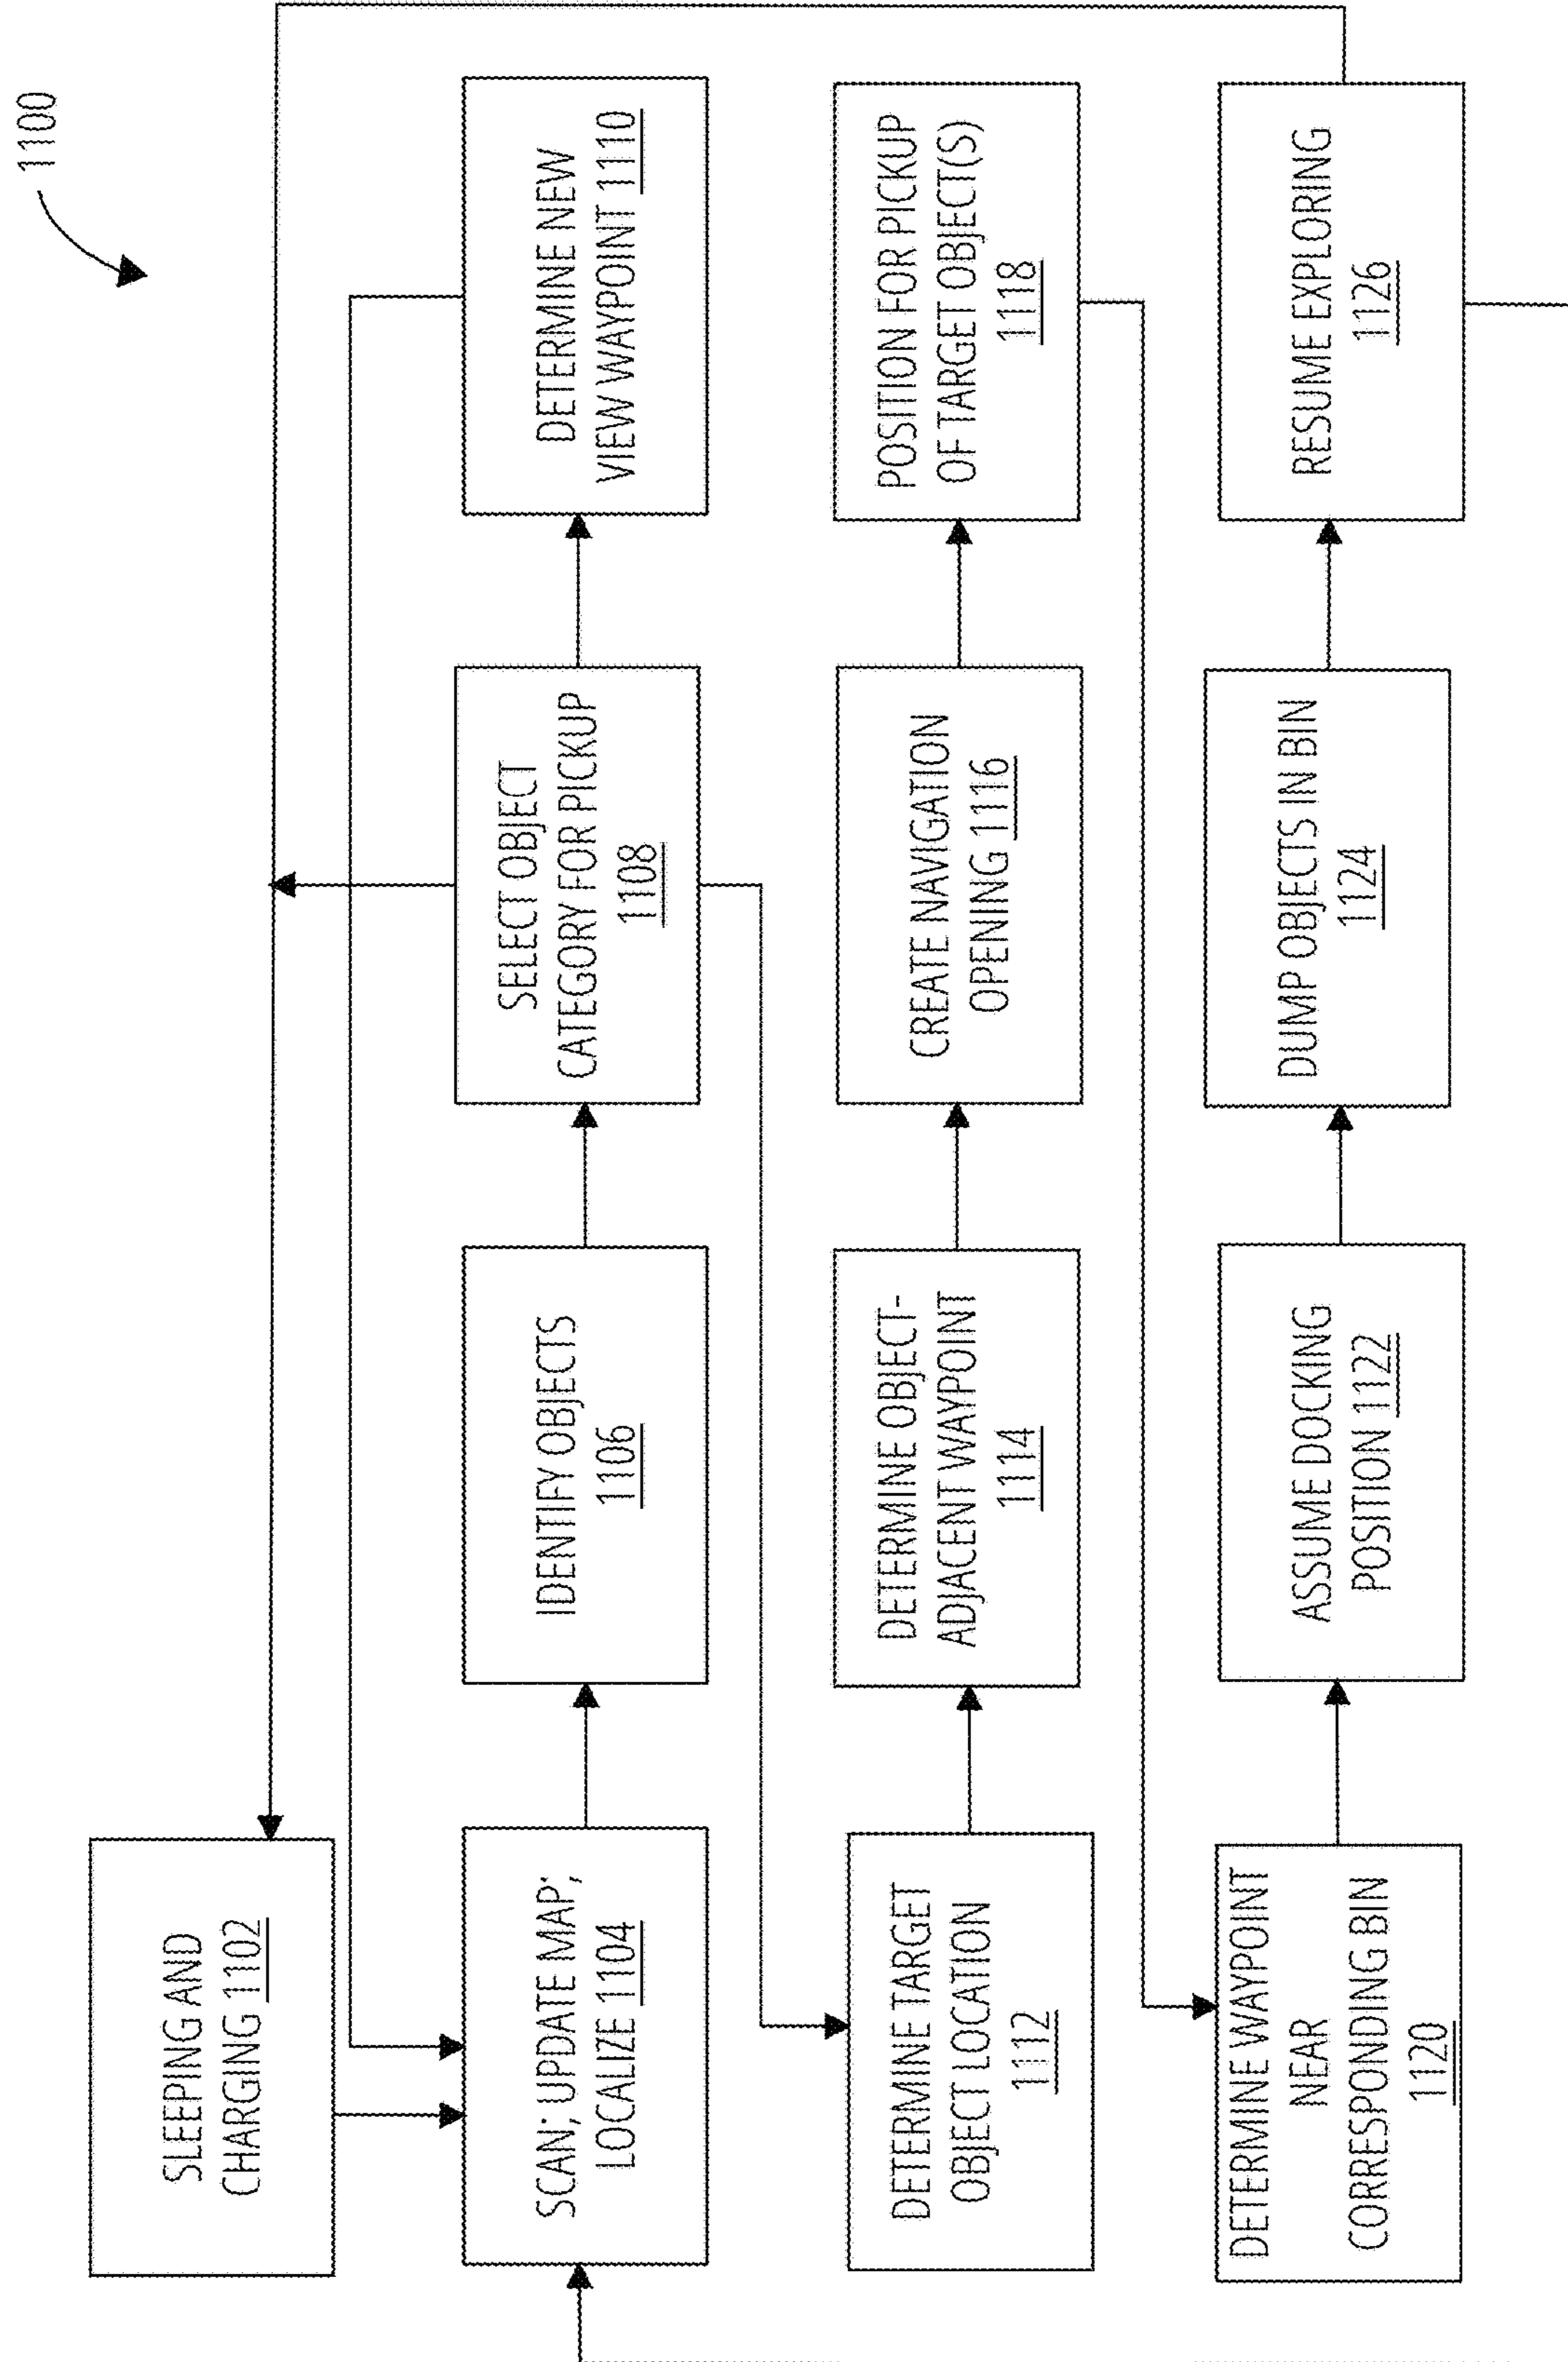 1100
SLEEPING AND
CHARGING 1102
SCAN; UPDATE MAP;
LOCALIZE 1104
IDENTIFY OBJECTS
1106
SELECT OBJECT
CATEGORY FOR PICKUP
1108
DETERMINE NEW
VIEW WAYPOINT 1110
DETERMINE TARGET
OBJECT LOCATION
1112
DETERMINE OBJECT-
ADJACENT WAYPOINT
1114
CREATE NAVIGATION
OPENING 1116
POSITION FOR PICKUP
OF TARGET OBJECT(S)
1118
DETERMINE WAYPOINT
NEAR
CORRESPONDING BIN
1120
ASSUME DOCKING
POSITION 1122
DUMP OBJECTS IN BIN
1124
RESUME EXPLORING
1126